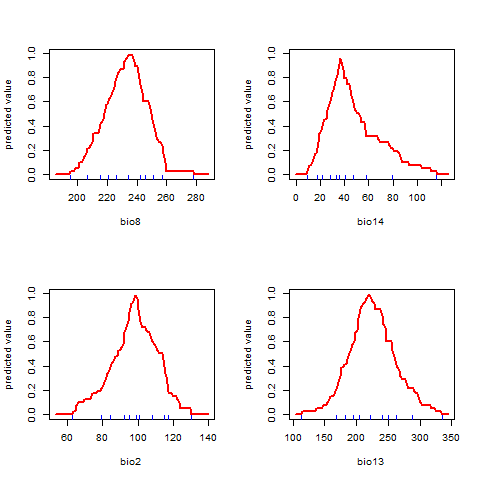 predicted value
0.0 0.2 0.4 0.6 0.8 1.0
200 220 240 260 280
bio8
predicted value
0.0 0.2 0.4 0.6 0.8 1.0
0 20 40 60 80 100
bio14
predicted value
0.0 0.2 0.4 0.6 0.8 1.0
60 80 100 120 140
bio2
predicted value
0.0 0.2 0.4 0.6 0.8 1.0
100 150 200 250 300 350
bio13